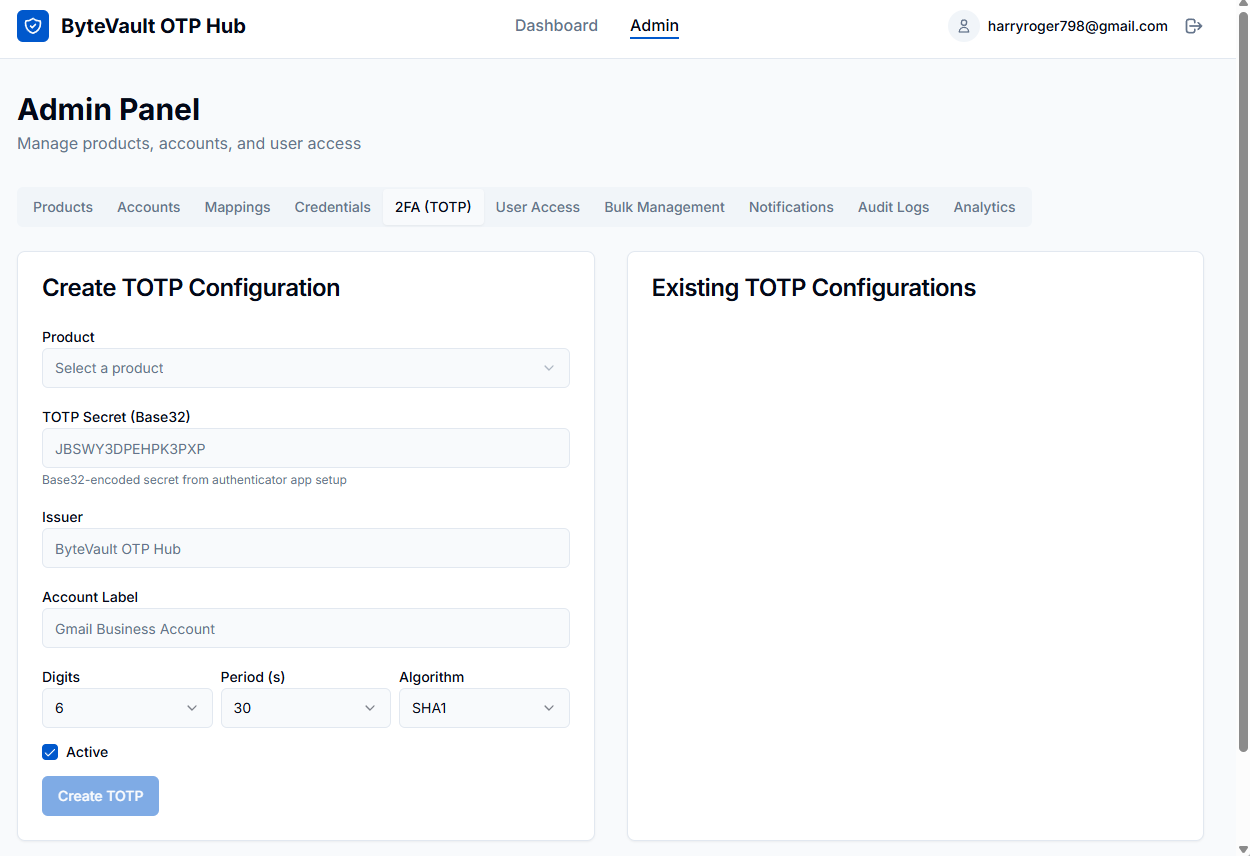 ByteVault OTP Hub
Dashboard
Admin
harryroger798@gmail.com
Admin Panel
Manage products, accounts, and user access
Products
Accounts
Mappings
Credentials
2FA (TOTP)
User Access
Bulk Management
Notifications
Audit Logs
Analytics
Create TOTP Configuration
Product
Select a product
TOTP Secret (Base32)
JBSWY3DPEHPK3PXP
Base32-encoded secret from authenticator app setup
Issuer
ByteVault OTP Hub
Account Label
Gmail Business Account
Digits
Period (s)
Algorithm
6
30
SHA1
Active
Create TOTP
Existing TOTP Configurations